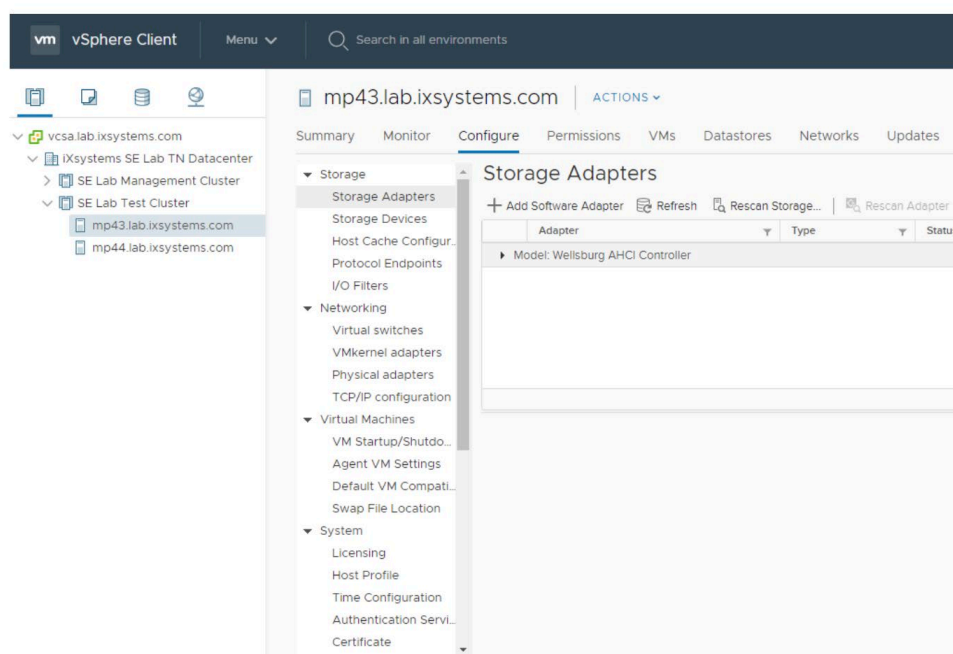 vm vSphere Client Menu Search in all environments
vcsa.lab.ixsystems.com
iXsystems SE Lab TN Datacenter
SE Lab Management Cluster
SE Lab Test Cluster
mp43.lab.ixsystems.com
mp44.lab.ixsystems.com
mp43.lab.ixsystems.com ACTIONS
Summary Monitor Configure Permissions VMs Datastores Networks Updates
Storage
Storage Adapters
Storage Devices
Host Cache Configur..
Protocol Endpoints
I/O Filters
Networking
Virtual switches
VMkernel adapters
Physical adapters
TCP/IP configuration
Virtual Machines
VM Startup/Shutdo...
Agent VM Settings
Default VM Compati...
Swap File Location
System
Licensing
Host Profile
Time Configuration
Authentication Servi...
Certificate
Storage Adapters
+ Add Software Adapter Refresh Rescan Storage... Rescan Adapter
Adapter Type Statu
Model: Wellsburg AHCI Controller